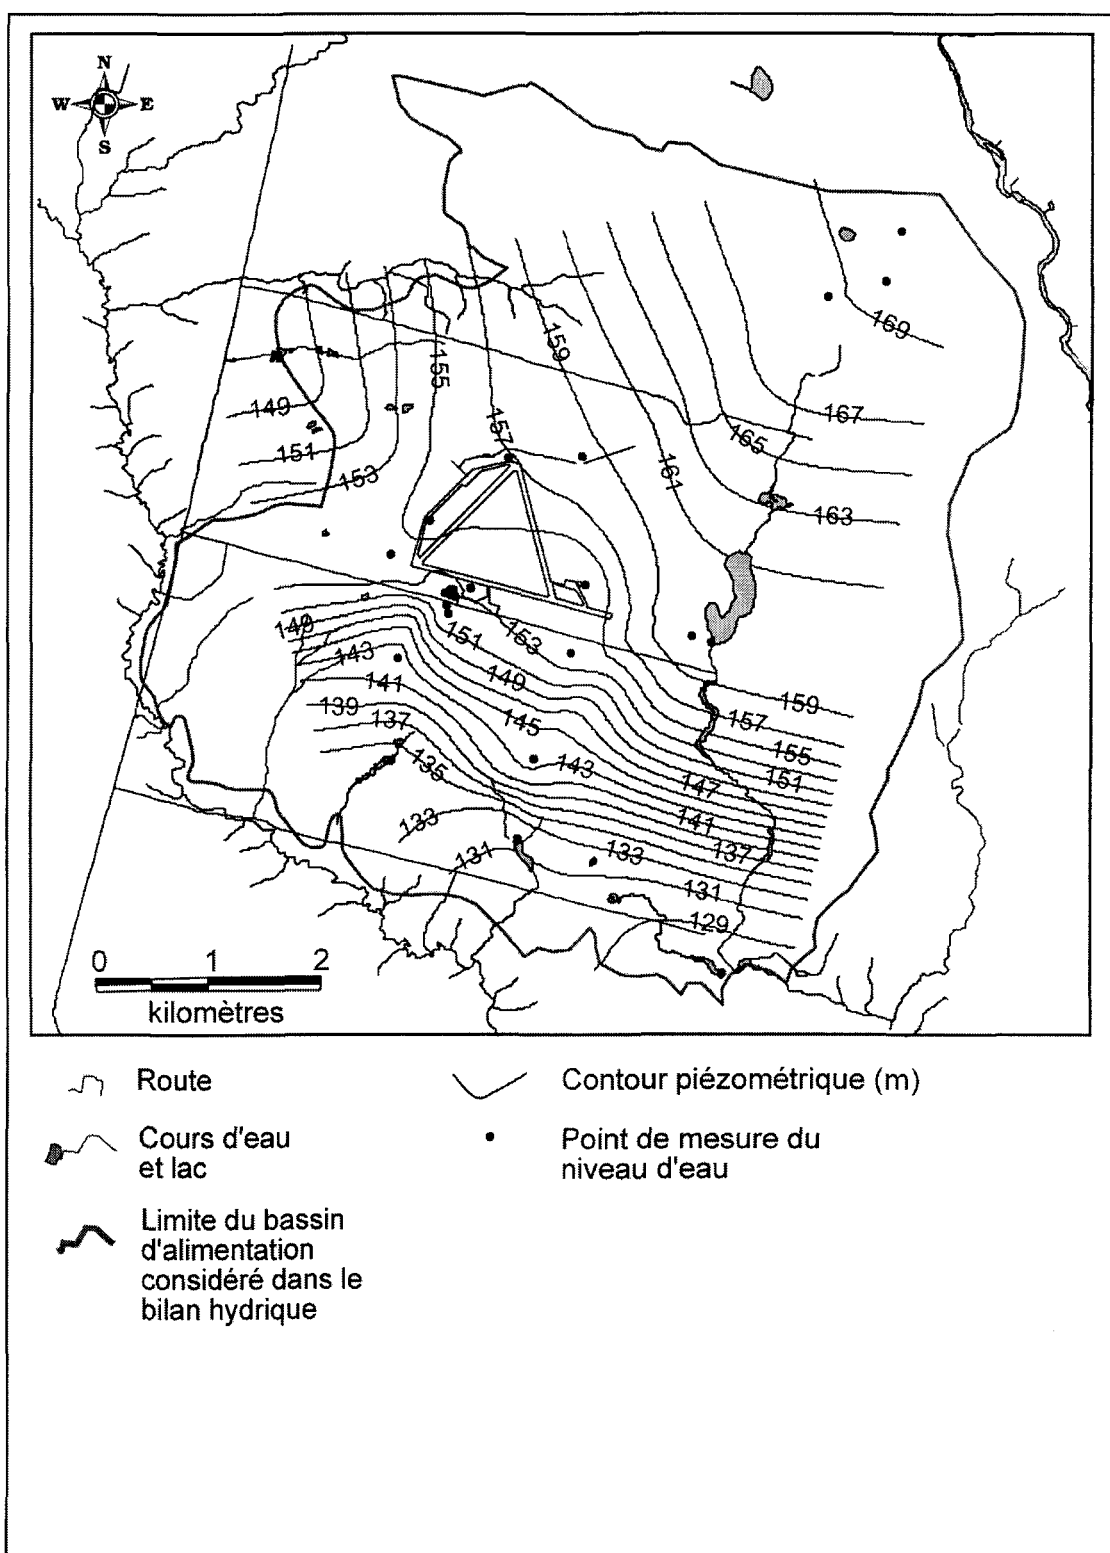 N
W E
S
169
159
155
167
149
157
165
151
161
153
163
149
151
153
143
149
141
159
139
145
157
137
155
135
143
151
147
133
141
131
133
137
131
129
0 1 2
kilomètres
Route
Contour piézométrique (m)
Cours d'eau
et lac
Point de mesure du
niveau d'eau
Limite du bassin
d'alimentation
considéré dans le
bilan hydrique